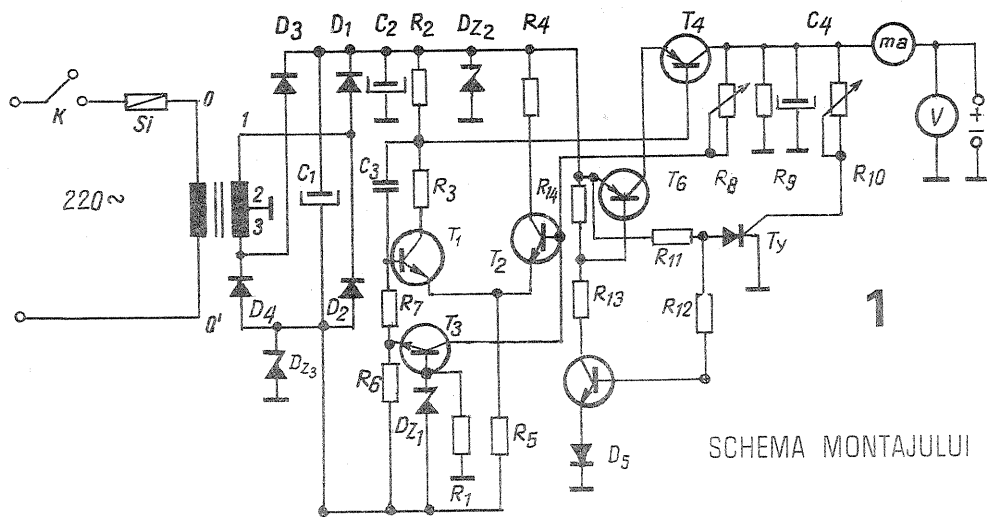 D3 D1 C2 R2 DZ2 R4 T4 C4 ma
K Si 0
1
220~
2
3
C1
C3
R3
R14
T6 R8 R9 R10
V
+
-
T1
T2
R11
Ty
D4 0' D2
R7
T3
R13
R12
1
DZ3
R6
DZ1
R1
R5
D5
SCHEMA MONTAJULUI